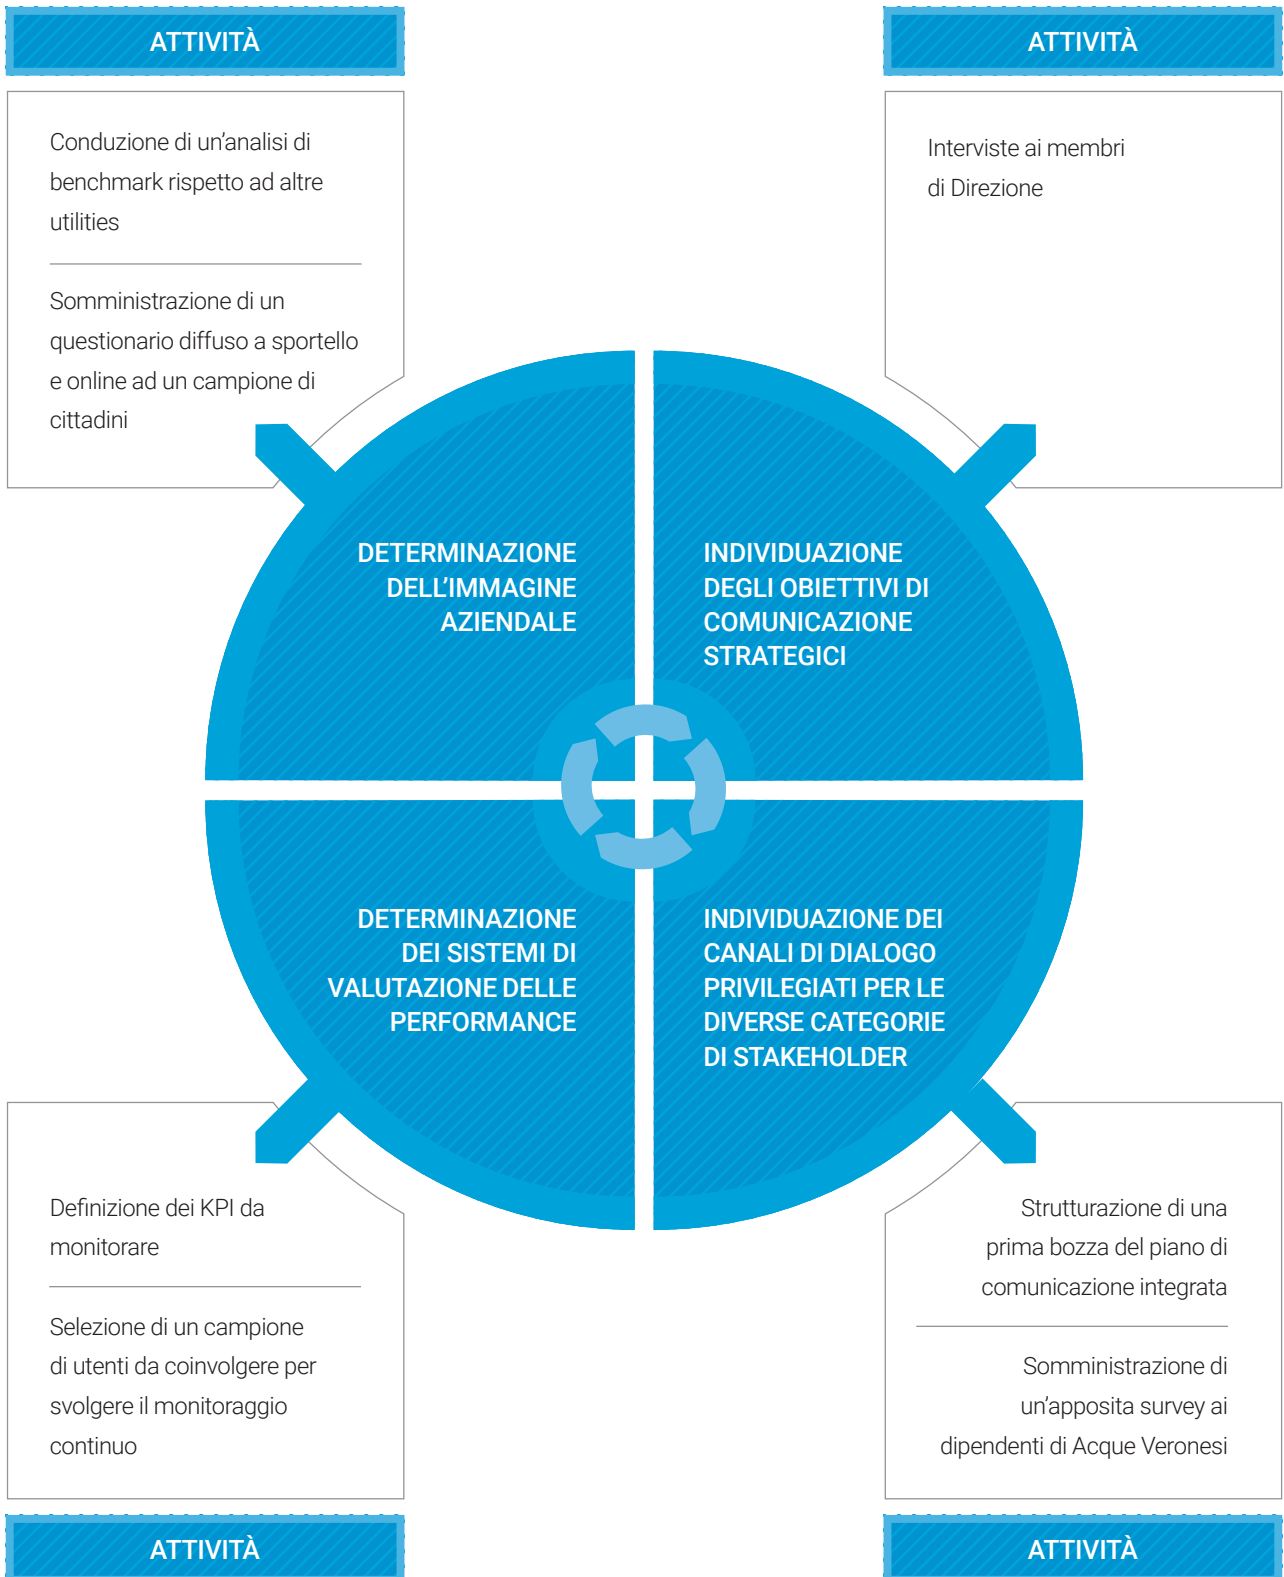 ATTIVITÀ
Conduzione di un’analisi di
benchmark rispetto ad altre
utilities
Somministrazione di un
questionario diffuso a sportello
e online ad un campione di
cittadini
ATTIVITÀ
Interviste ai membri
di Direzione
DETERMINAZIONE
DELL’IMMAGINE
AZIENDALE
INDIVIDUAZIONE
DEGLI OBIETTIVI DI
COMUNICAZIONE
STRATEGICI
DETERMINAZIONE
DEI SISTEMI DI
VALUTAZIONE DELLE
PERFORMANCE
INDIVIDUAZIONE DEI
CANALI DI DIALOGO
PRIVILEGIATI PER LE
DIVERSE CATEGORIE
DI STAKEHOLDER
Definizione dei KPI da
monitorare
Selezione di un campione
di utenti da coinvolgere per
svolgere il monitoraggio
continuo
ATTIVITÀ
Strutturazione di una
prima bozza del piano di
comunicazione integrata
Somministrazione di
un’apposita survey ai
dipendenti di Acque Veronesi
ATTIVITÀ